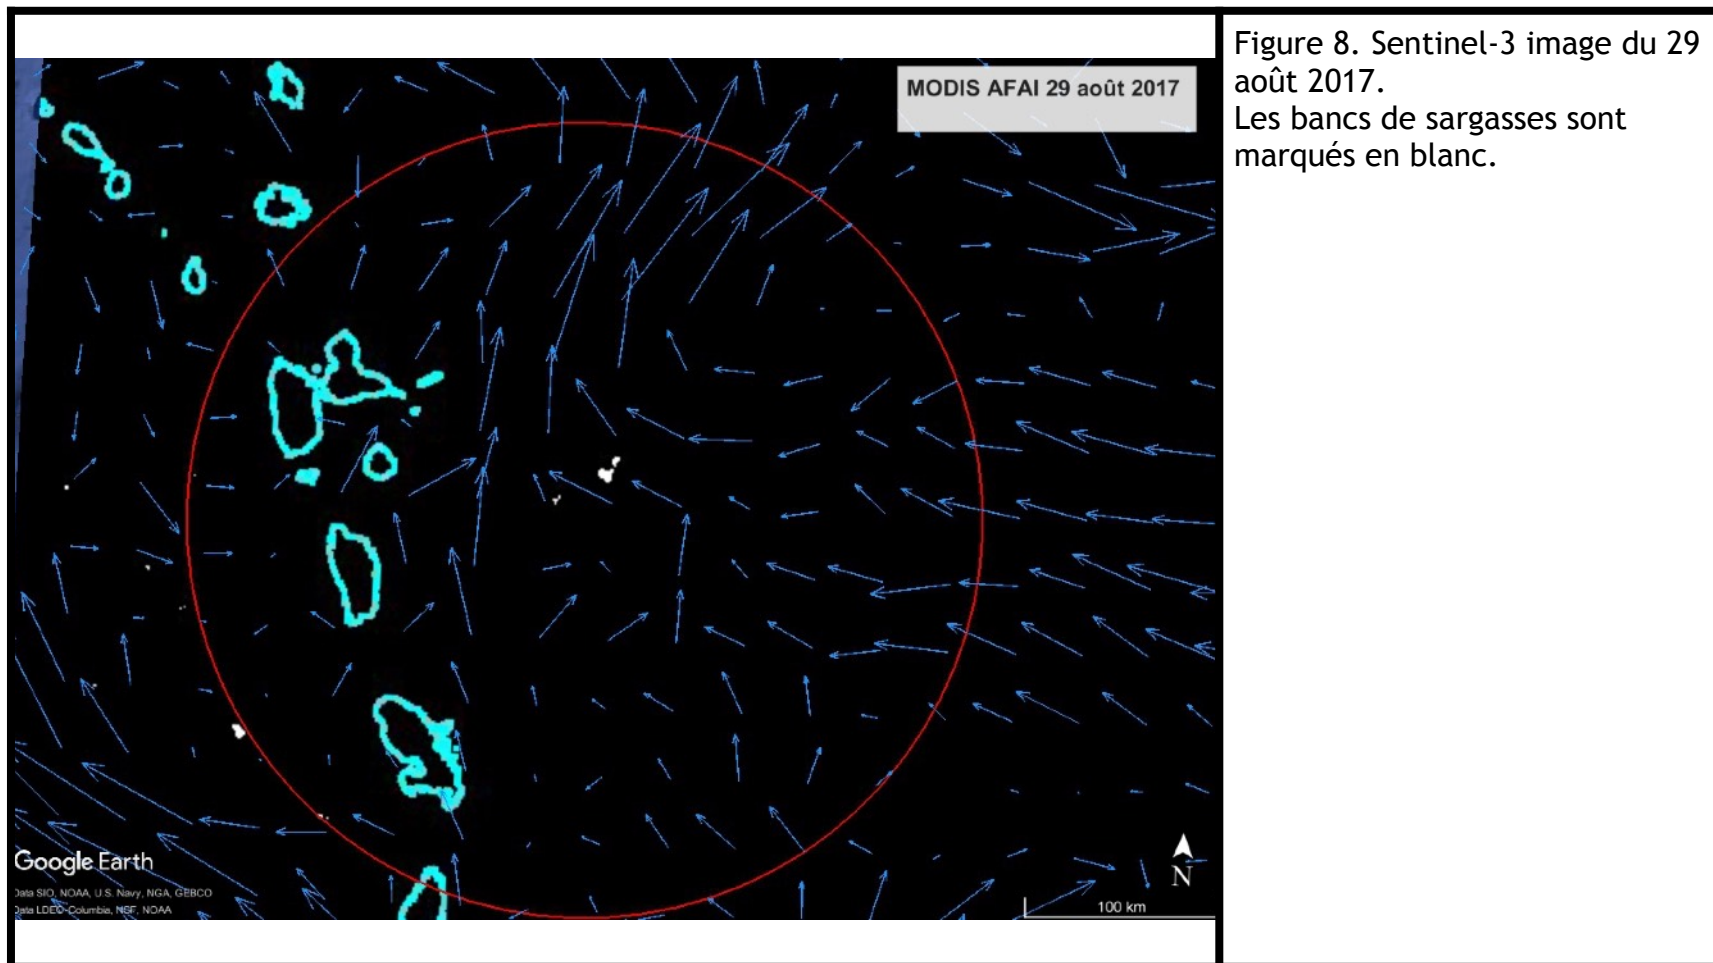 Figure 8. Sentinel-3 image du 29
août 2017.
Les bancs de sargasses sont
marqués en blanc.
MODIS AFAI 29 août 2017
Google Earth
Data SIO, NOAA, U.S. Navy, NGA, GEBCO
Data LDEO-Columbia, NSF, NOAA
N
100 km